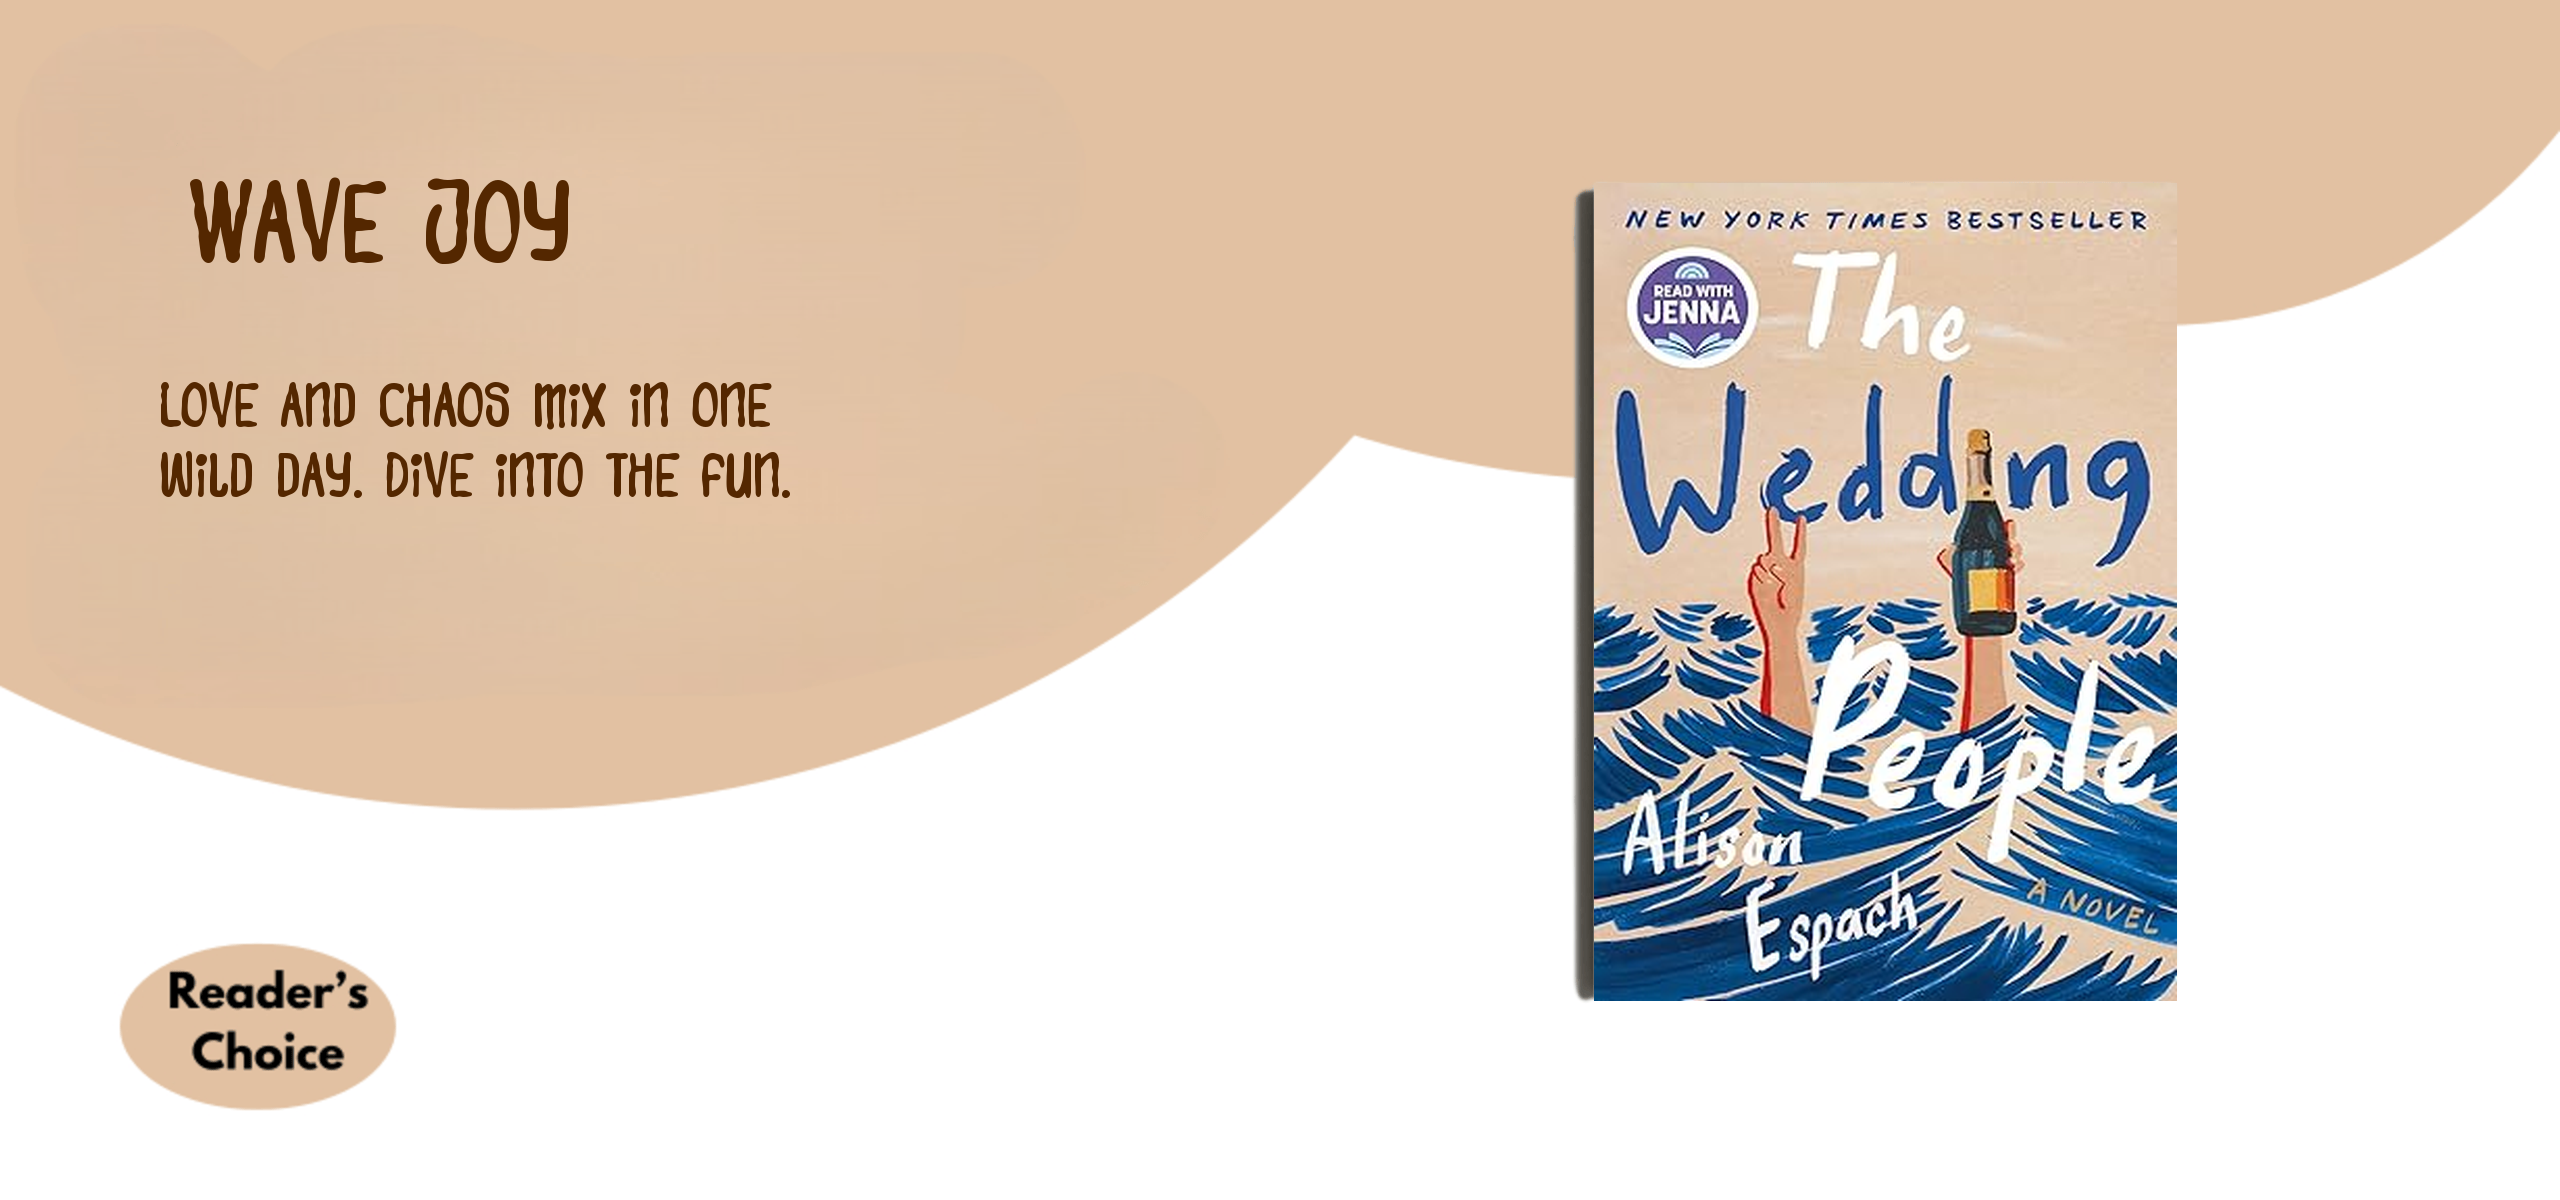 WAVE JOY
LOVE AND CHAOS MiX iN ONE
WiLD DAY. DiVE iNTO THE FUN.
Reader's
Choice
NEW YORK TIMES BESTSELLER
READ WITH
JENNA
The
Wedding
People
Alison
Espach
A NOVEL